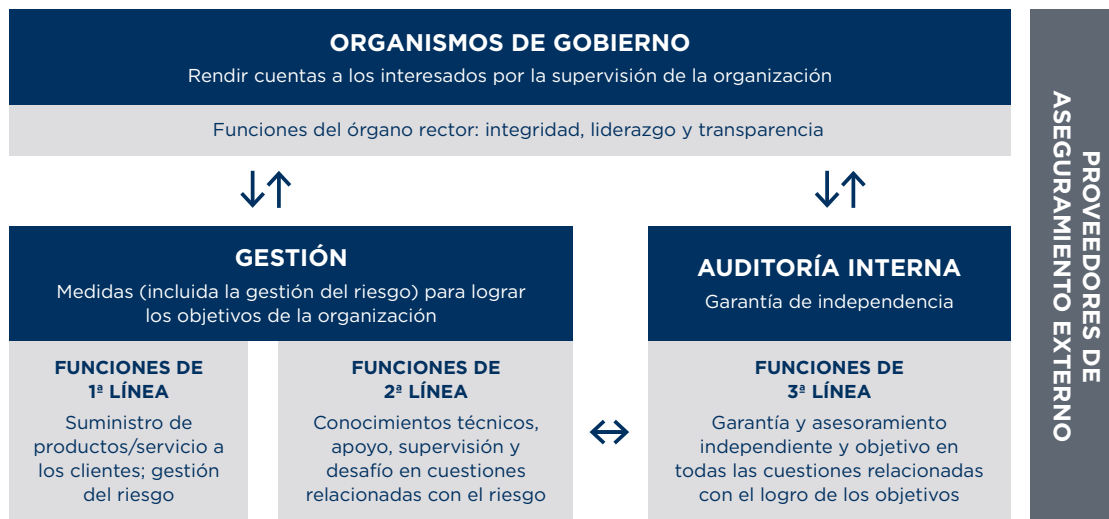 ORGANISMOS DE GOBIERNO
Rendir cuentas a los interesados por la supervisión de la organización
Funciones del órgano rector: integridad, liderazgo y transparencia
GESTIÓN
Medidas (incluida la gestión del riesgo) para lograr
los objetivos de la organización
FUNCIONES DE
1ª LÍNEA
Suministro de
productos/servicio a
los clientes; gestión
del riesgo
FUNCIONES DE
2ª LÍNEA
Conocimientos técnicos,
apoyo, supervisión y
desafío en cuestiones
relacionadas con el riesgo
AUDITORÍA INTERNA
Garantía de independencia
FUNCIONES DE
3ª LÍNEA
Garantía y asesoramiento
independiente y objetivo en
todas las cuestiones relacionadas
con el logro de los objetivos
PROVEEDORES DE
ASEGURAMIENTO EXTERNO